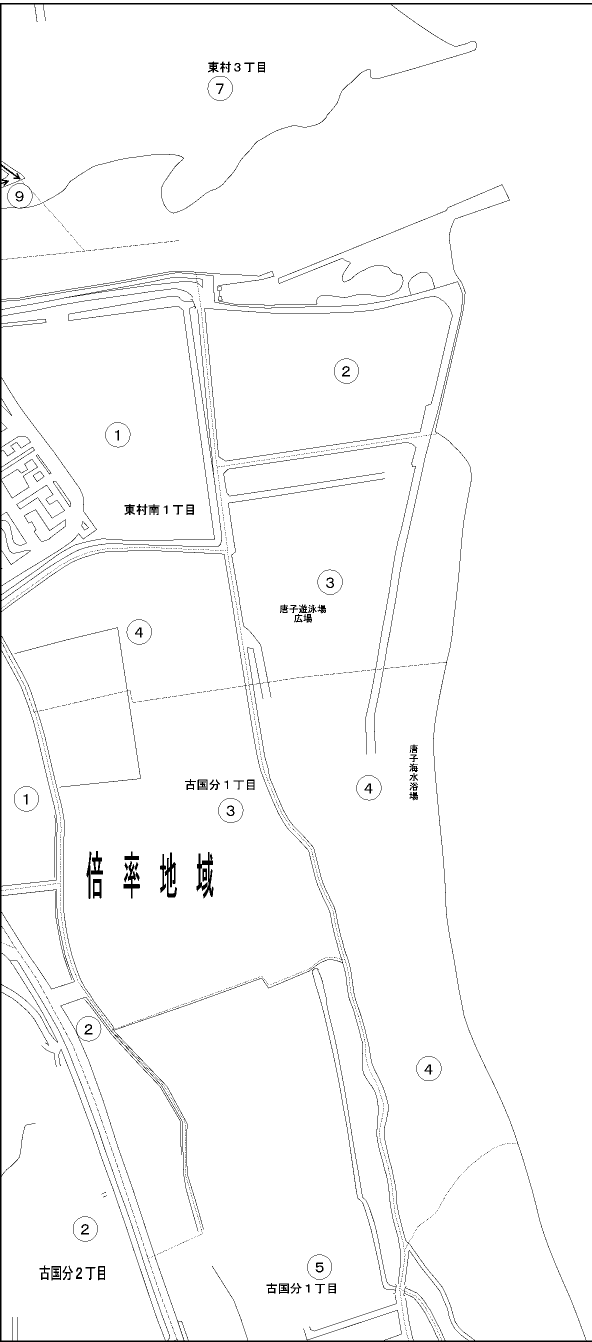 東村３丁目
⑦
⑨
②
①
東村南１丁目
③
唐子遊泳場
広場
④
唐子海水浴場
④
①
古国分１丁目
③
倍率地域
②
④
②
古国分２丁目
⑤
古国分１丁目